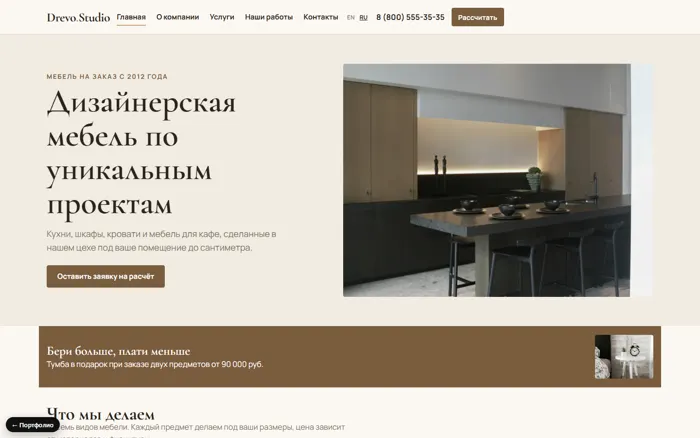 Drevo.Studio Главная О компании Услуги Наши работы Контакты EN RU 8 (800) 555-35-35 Рассчитать
МЕБЕЛЬ НА ЗАКАЗ С 2012 ГОДА
Дизайнерская
мебель по
уникальным
проектам
Кухни, шкафы, кровати и мебель для кафе, сделанные в
нашем цехе под ваше помещение до сантиметра.
Оставить заявку на расчёт
Бери больше, плати меньше
Тумба в подарок при заказе двух предметов от 90 000 руб.
Что мы делаем
видов мебели. Каждый предмет делаем под ваши размеры, цена зависит
← Портфолио